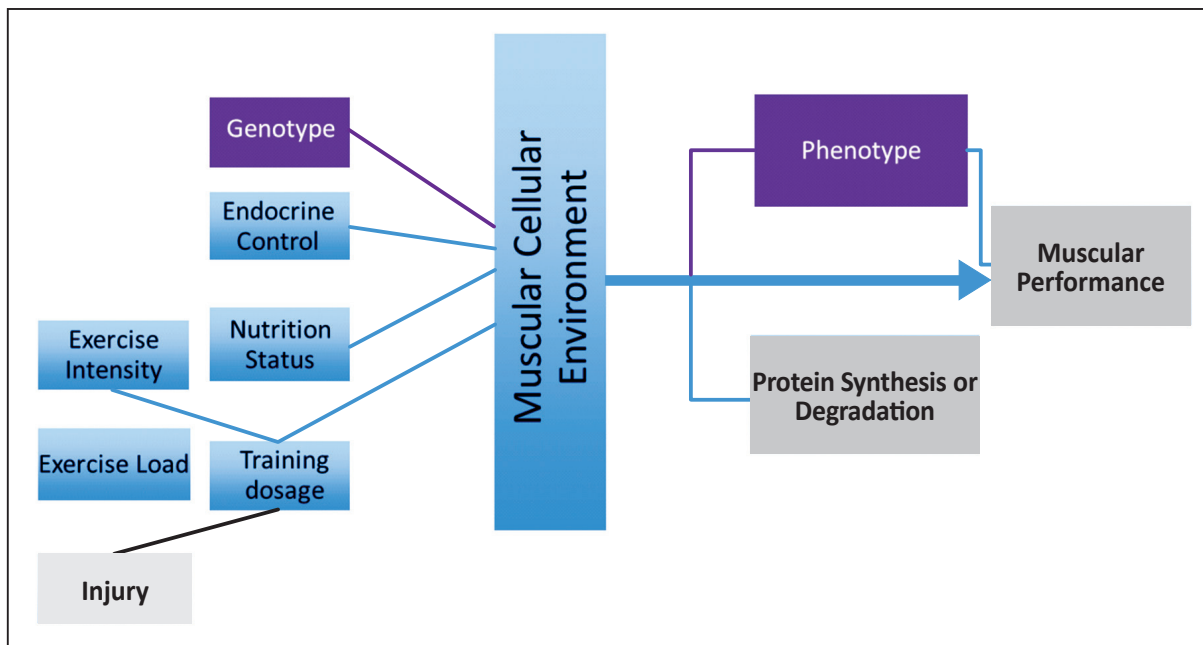 Genotype
Endocrine
Control
Nutrition
Status
Exercise
Intensity
Exercise Load
Training
dosage
Injury
Muscular Cellular
Environment
Phenotype
Muscular
Performance
Protein Synthesis or
Degradation